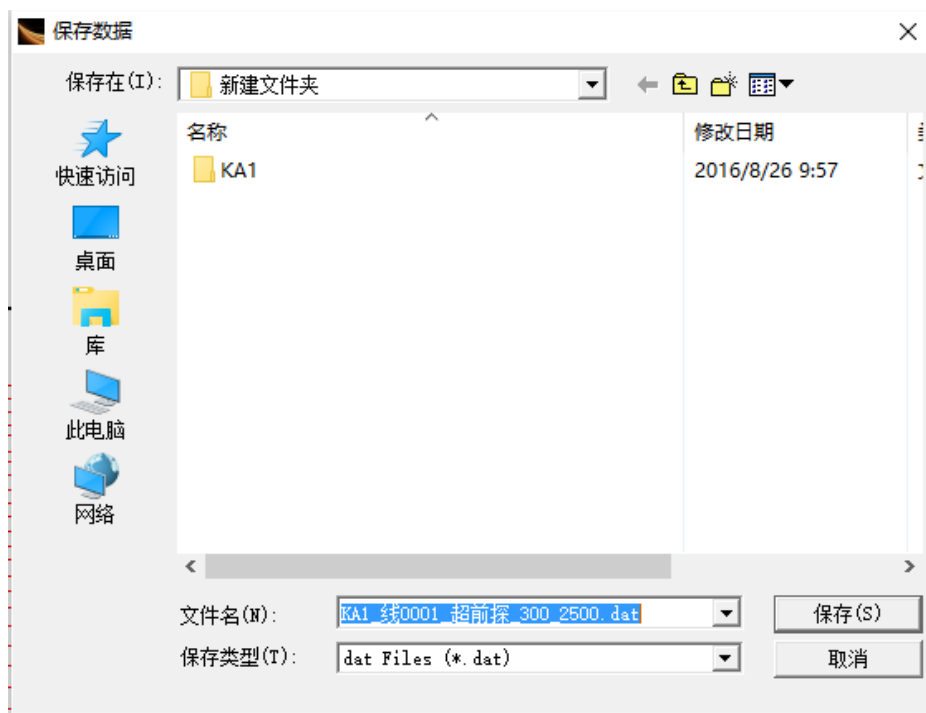 保存数据
保存在(I):
新建文件夹
名称
修改日期
KA1
2016/8/26 9:57
快速访问
桌面
库
此电脑
网络
文件名(N):
KA1_线0001_超前探_300_2500.dat
保存(S)
保存类型(T):
dat Files (*.dat)
取消